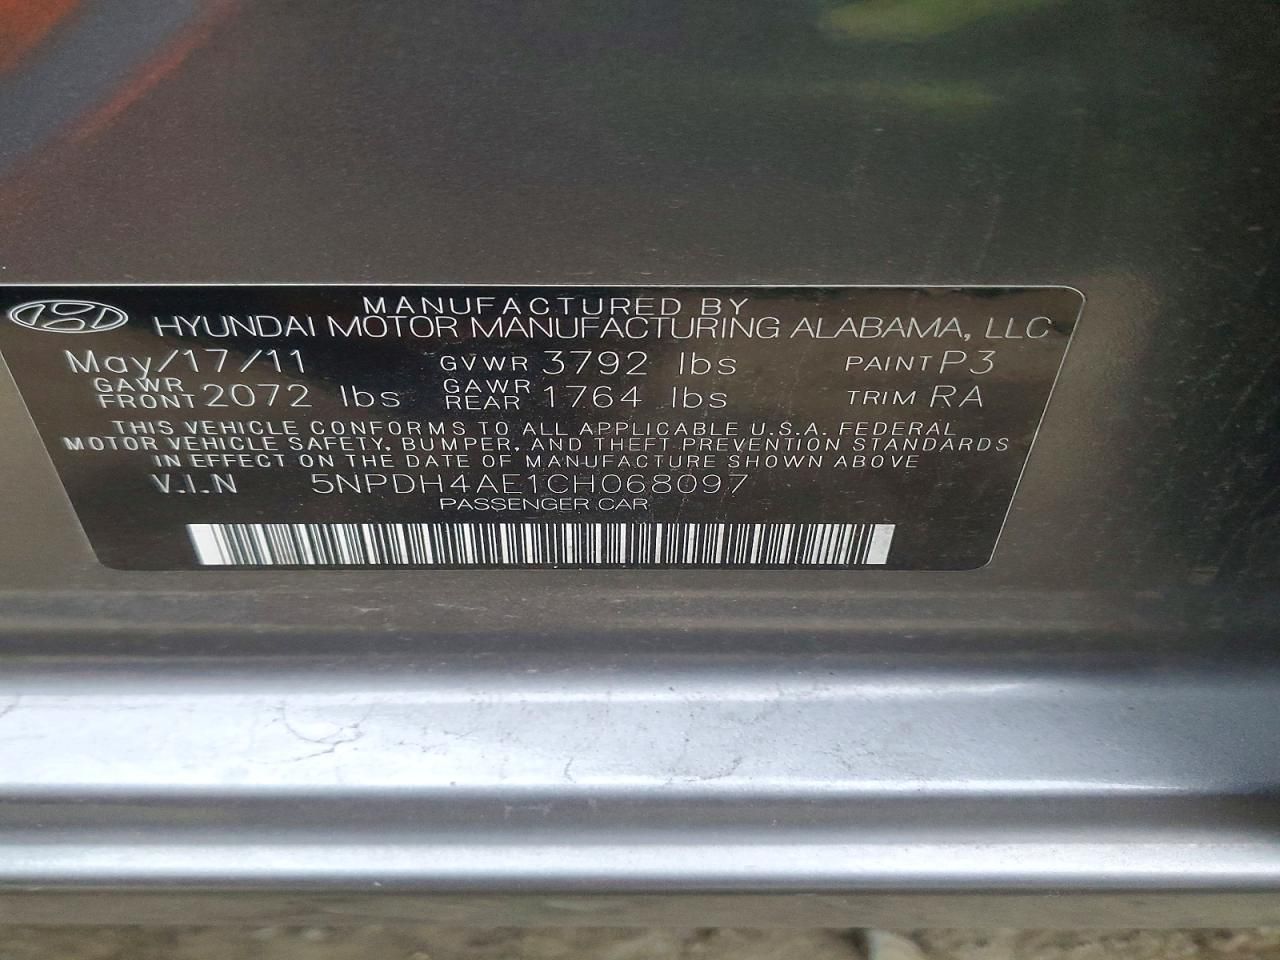 MANUFACTURED BY
HYUNDAI MOTOR MANUFACTURING ALABAMA, LLC
May/17/11 GVWR 3792 lbs PAINT P3
GAWR FRONT 2072 lbs GAWR REAR 1764 lbs TRIM RA
THIS VEHICLE CONFORMS TO ALL APPLICABLE U.S.A. FEDERAL
MOTOR VEHICLE SAFETY, BUMPER, AND THEFT PREVENTION STANDARDS
IN EFFECT ON THE DATE OF MANUFACTURE SHOWN ABOVE
V.I.N 5NPDH4AE1CH068097
PASSENGER CAR